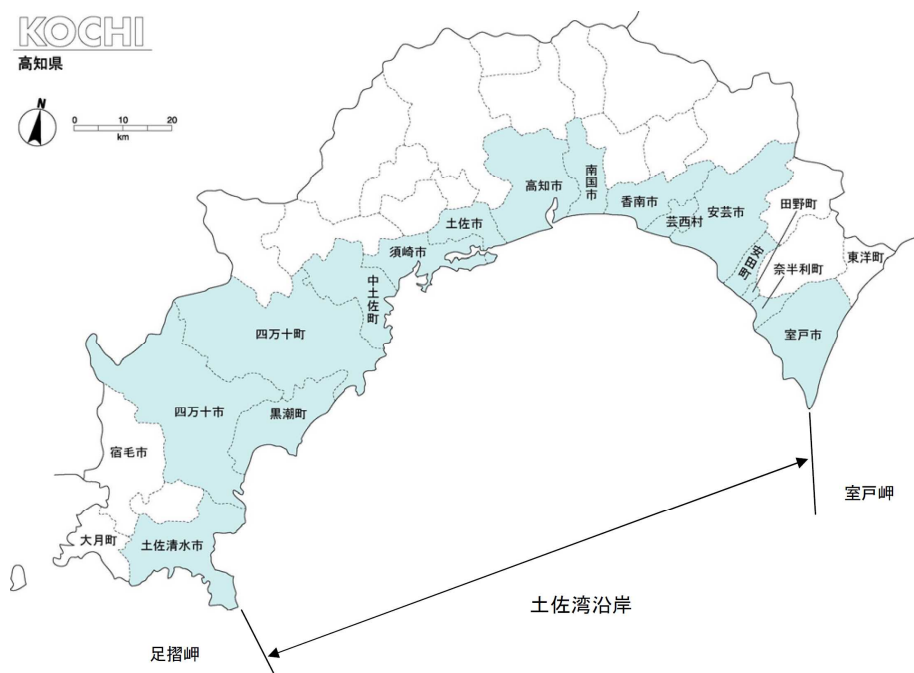 KOCHI
高知県
N
0 10 20
km
高知市
南国市
香南市
芸西村
安芸市
田野町
安田町
奈半利町
東洋町
室戸市
土佐市
須崎市
中土佐町
四万十町
四万十市
黒潮町
宿毛市
大月町
土佐清水市
室戸岬
土佐湾沿岸
足摺岬